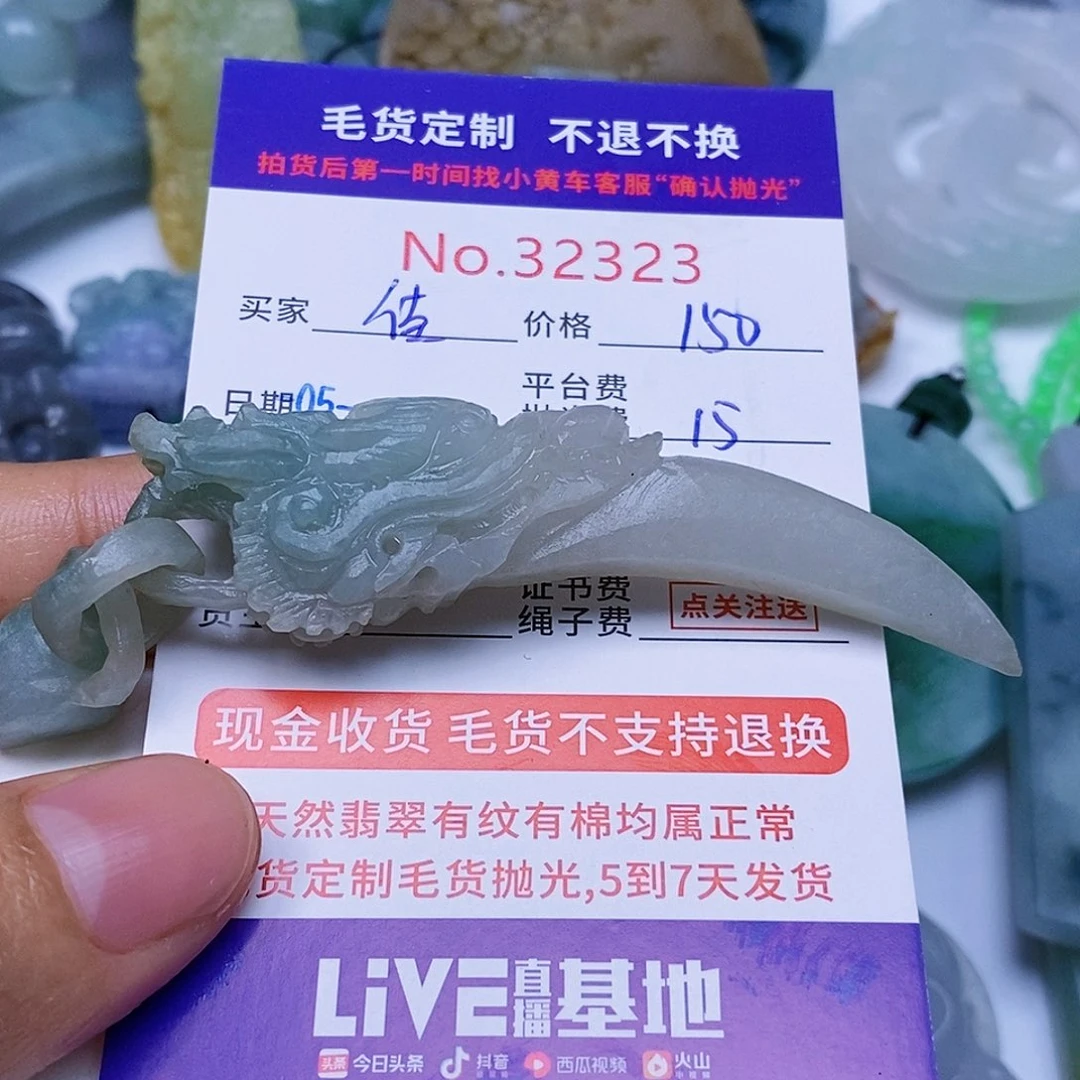 毛货定制 不退不换
拍货后第一时间找小黄车客服“确认抛光”
No.32323
买家 佳 价格 150
日期 05- 平台费
15
证书费
绳子费 点关注送
现金收货 毛货不支持退换
天然翡翠有纹有棉均属正常
货定制毛货抛光,5到7天发货
LiVE直播基地
头条 今日头条 抖音 西瓜视频 火山